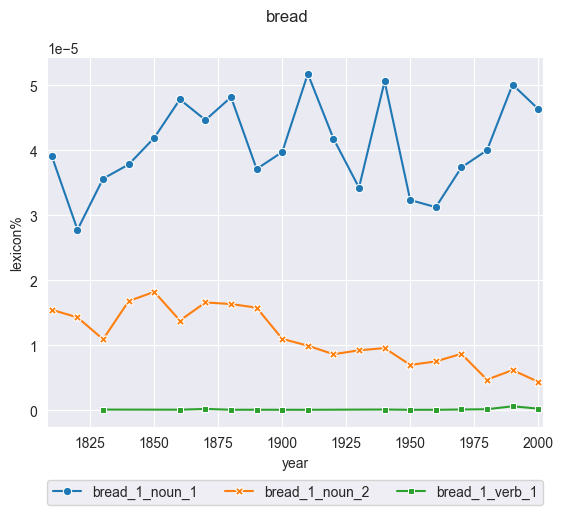 bread
1e−5
5
4
3
2
1
0
lexicon%
1825 1850 1875 1900 1925 1950 1975 2000
year
bread_1_noun_1 bread_1_noun_2 bread_1_verb_1